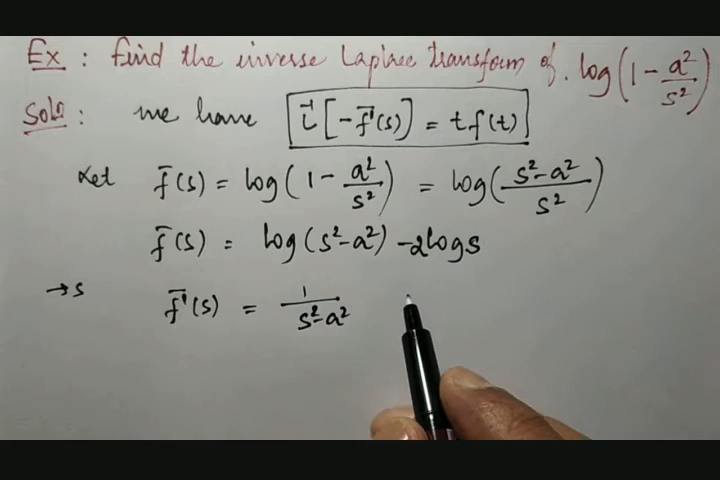 Ex : Find the inverse Laplace transform of. log(1 - a²/s²)
Soln : we have L⁻¹[-f̄'(s)] = t.f(t)
Let f̄(s) = log(1 - a²/s²) = log((s²-a²)/s²)
f̄(s) = log(s²-a²) - 2logs
→s f̄'(s) = 1/(s²-a²)